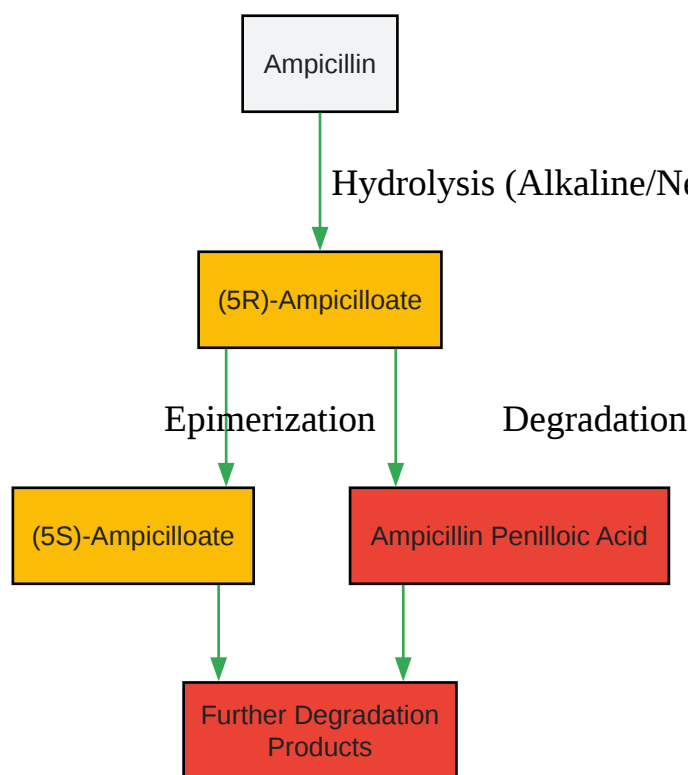 Ampicillin
Hydrolysis (Alkaline/Ne
(5R)-Ampicilloate
Epimerization
Degradation
(5S)-Ampicilloate
Ampicillin Penilloic Acid
Further Degradation
Products